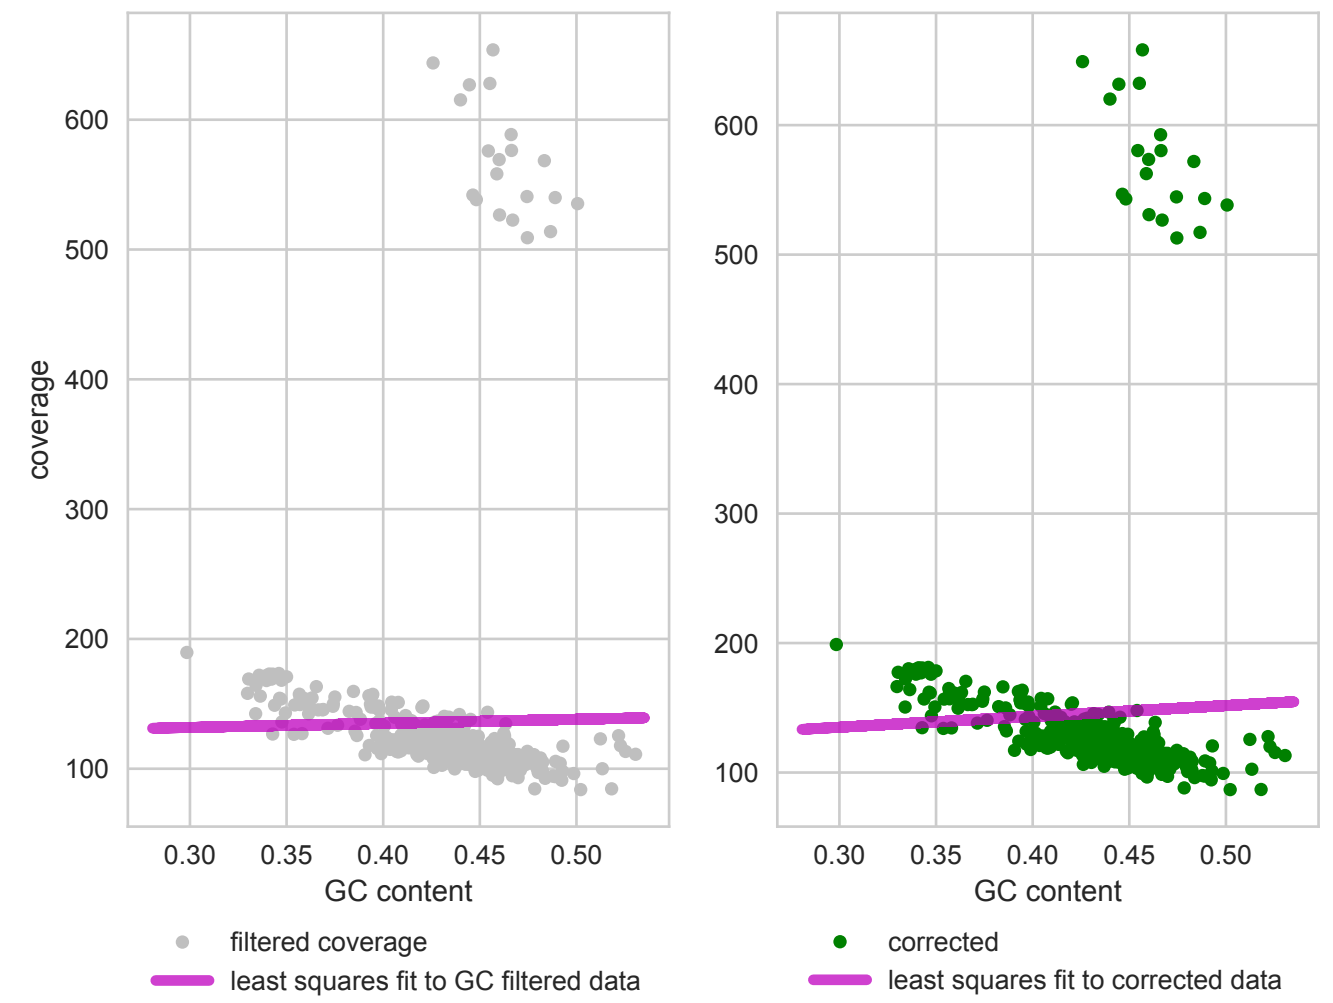 coverage
600
500
400
300
200
100
0.30 0.35 0.40 0.45 0.50
GC content
filtered coverage
least squares fit to GC filtered data
600
500
400
300
200
100
0.30 0.35 0.40 0.45 0.50
GC content
corrected
least squares fit to corrected data